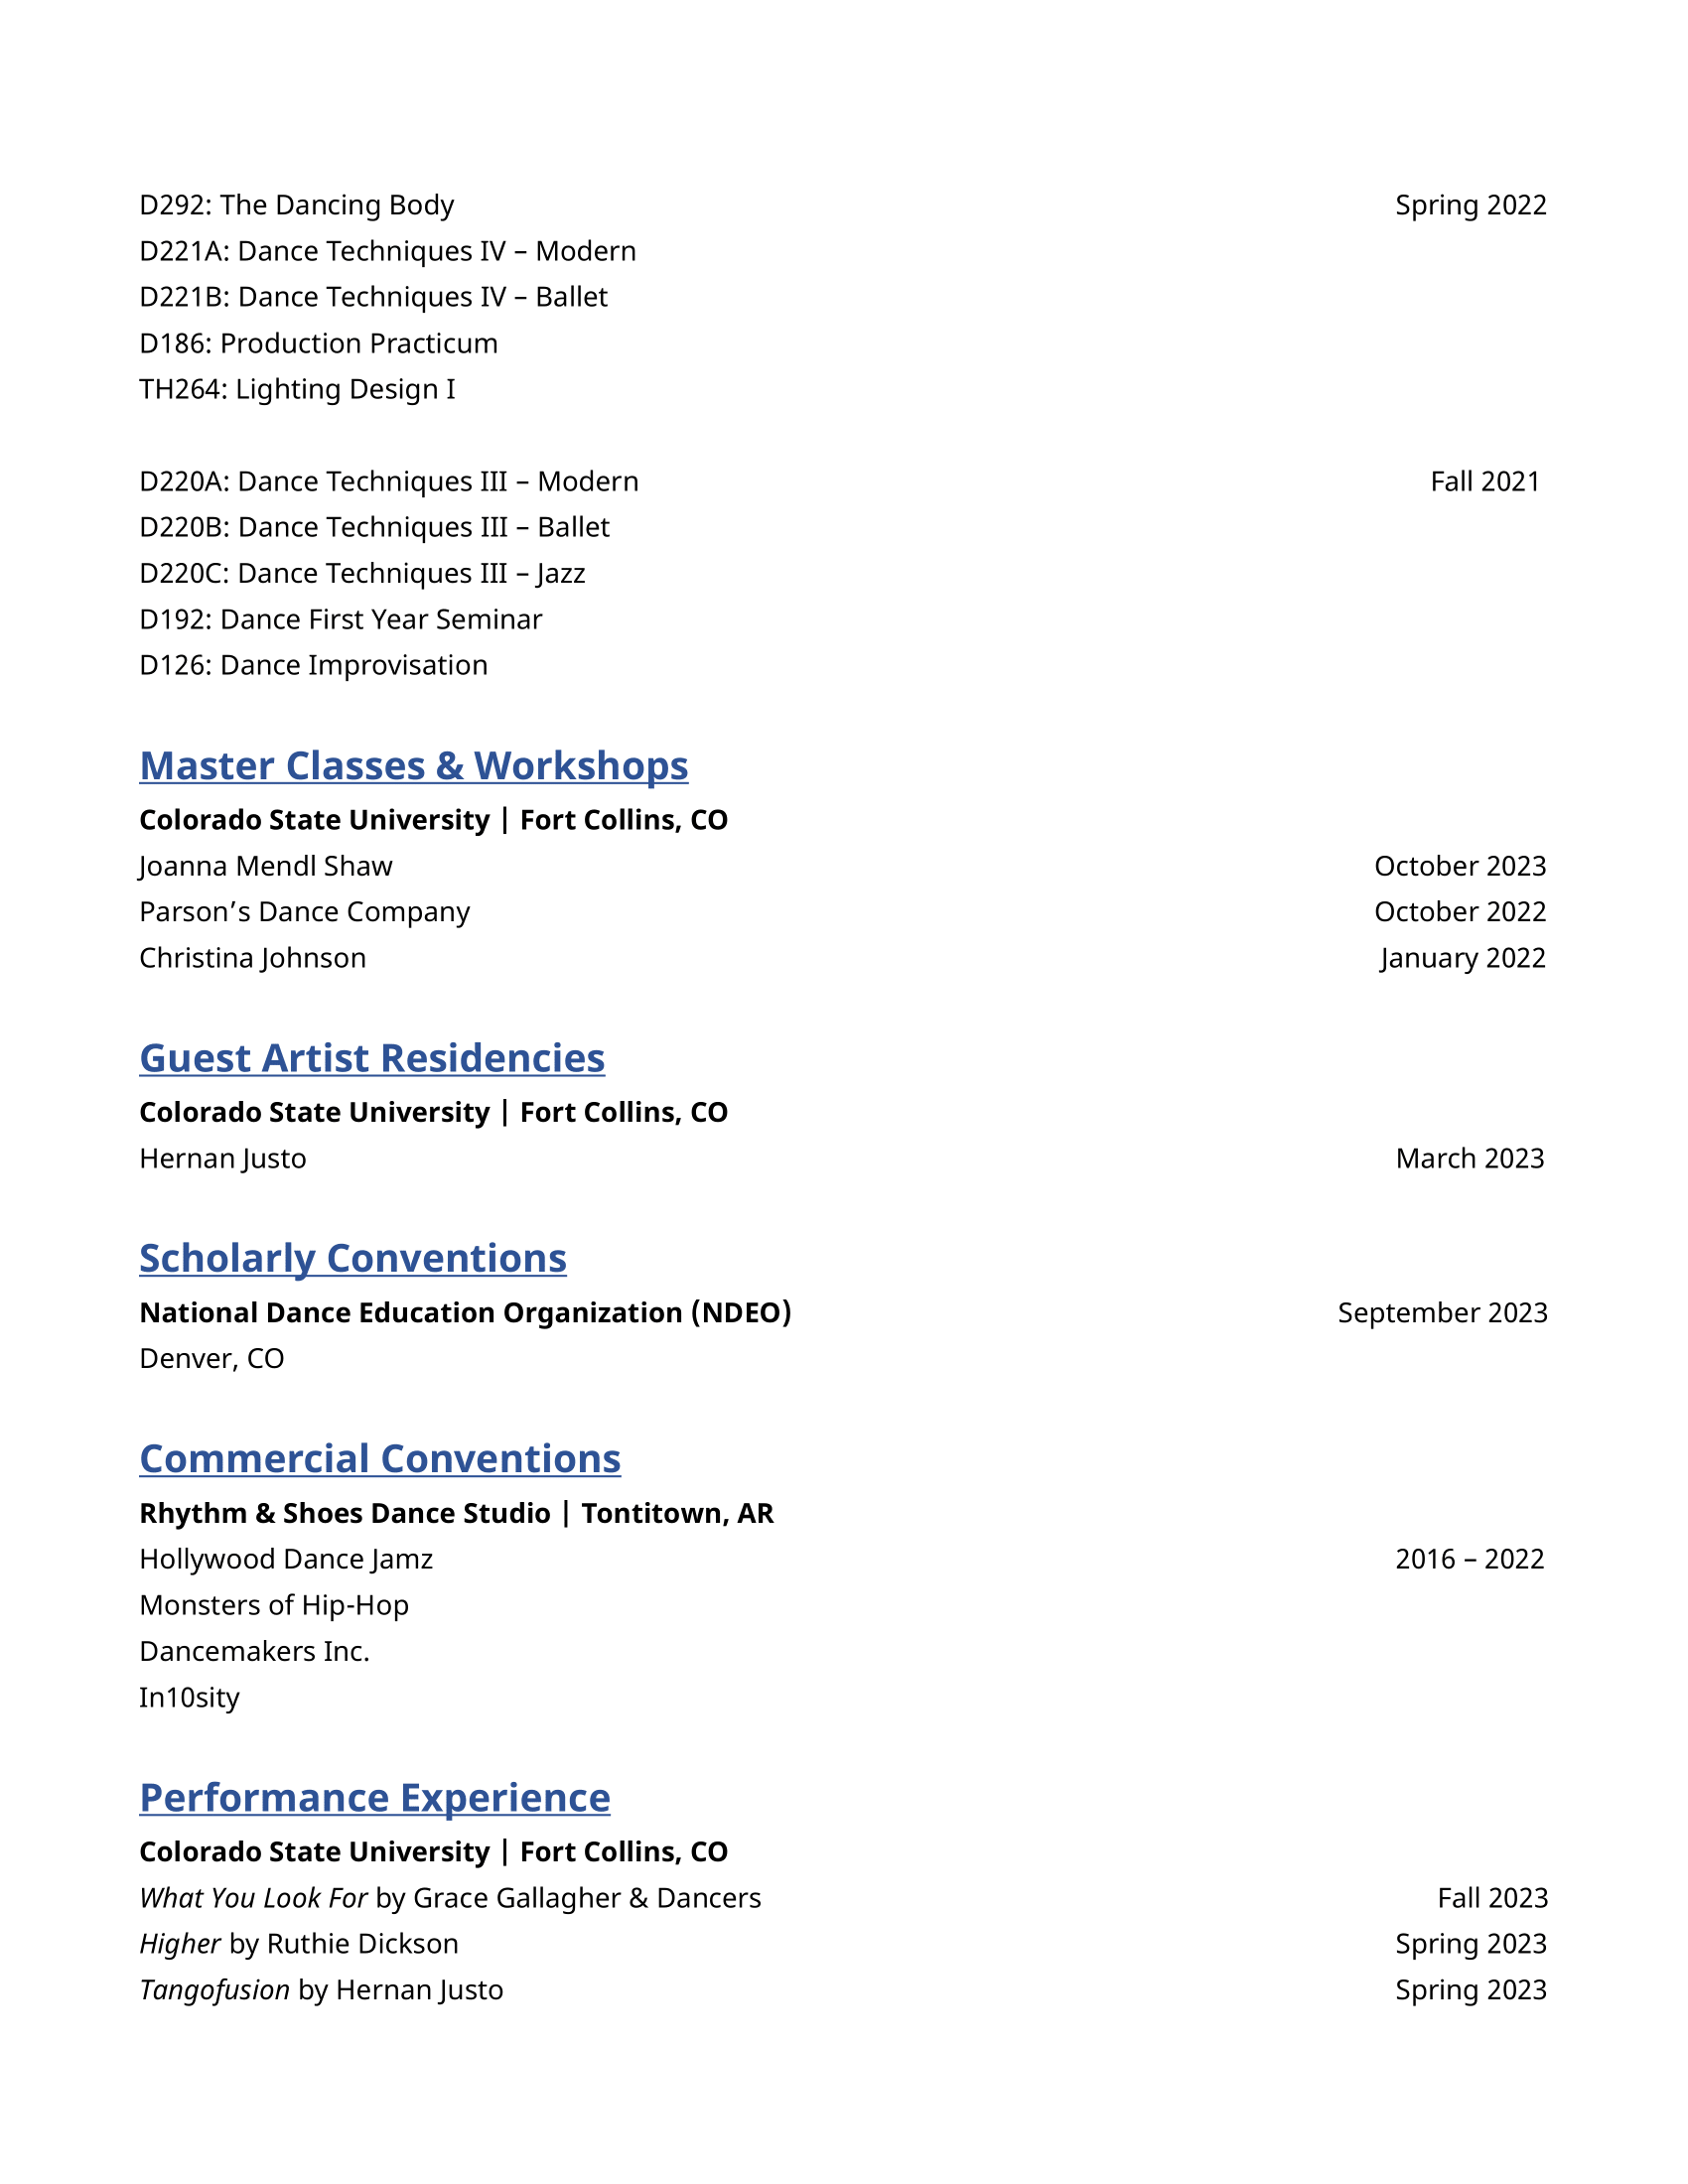 D292: The Dancing Body Spring 2022
D221A: Dance Techniques IV – Modern
D221B: Dance Techniques IV – Ballet
D186: Production Practicum
TH264: Lighting Design I
D220A: Dance Techniques III – Modern Fall 2021
D220B: Dance Techniques III – Ballet
D220C: Dance Techniques III – Jazz
D192: Dance First Year Seminar
D126: Dance Improvisation
Master Classes & Workshops
Colorado State University | Fort Collins, CO
Joanna Mendl Shaw October 2023
Parson’s Dance Company October 2022
Christina Johnson January 2022
Guest Artist Residencies
Colorado State University | Fort Collins, CO
Hernan Justo March 2023
Scholarly Conventions
National Dance Education Organization (NDEO) September 2023
Denver, CO
Commercial Conventions
Rhythm & Shoes Dance Studio | Tontitown, AR
Hollywood Dance Jamz 2016 – 2022
Monsters of Hip-Hop
Dancemakers Inc.
In10sity
Performance Experience
Colorado State University | Fort Collins, CO
What You Look For by Grace Gallagher & Dancers Fall 2023
Higher by Ruthie Dickson Spring 2023
Tangofusion by Hernan Justo Spring 2023